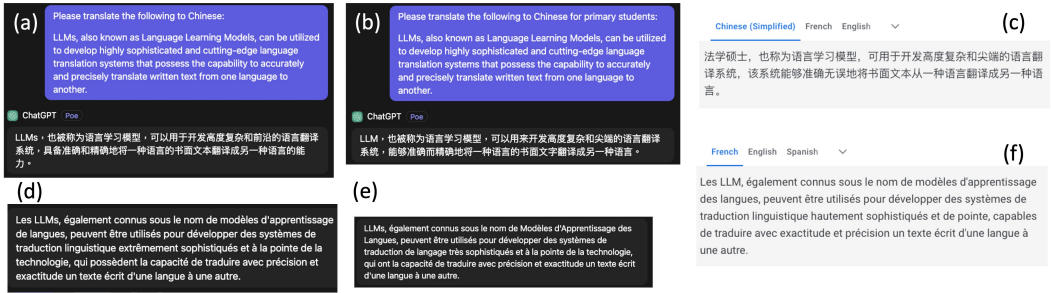 (a)
Please translate the following to Chinese:
LLMs, also known as Language Learning Models, can be utilized
to develop highly sophisticated and cutting-edge language
translation systems that possess the capability to accurately
and precisely translate written text from one language to
another.
ChatGPT Poe
LLMs，也被称为语言学习模型，可以用于开发高度复杂和前沿的语言翻译
系统，具备准确和精确地将一种语言的书面文本翻译成另一种语言的能
力。
(b)
Please translate the following to Chinese for primary students:
LLMs, also known as Language Learning Models, can be utilized
to develop highly sophisticated and cutting-edge language
translation systems that possess the capability to accurately
and precisely translate written text from one language to
another.
ChatGPT Poe
LLM，也被称为语言学习模型，可以用来开发高度复杂和尖端的语言翻译
系统，能够准确而精确地将一种语言的书面文字翻译成另一种语言。
(c)
Chinese (Simplified) French English
法学硕士，也称为语言学习模型，可用于开发高度复杂和尖端的语言翻
译系统，该系统能够准确无误地将书面文本从一种语言翻译成另一种语
言。
(d)
Les LLMs, également connus sous le nom de modèles d'apprentissage
de langues, peuvent être utilisés pour développer des systèmes de
traduction linguistique extrêmement sophistiqués et à la pointe de la
technologie, qui possèdent la capacité de traduire avec précision et
exactitude un texte écrit d'une langue à une autre.
(e)
LLMs, également connus sous le nom de Modèles d'Apprentissage des
Langues, peuvent être utilisés pour développer des systèmes de
traduction de langage très sophistiqués et à la pointe de la technologie,
qui ont la capacité de traduire avec précision et exactitude un texte écrit
d'une langue à une autre.
(f)
French English Spanish
Les LLM, également connus sous le nom de modèles d'apprentissage
des langues, peuvent être utilisés pour développer des systèmes de
traduction linguistique hautement sophistiqués et de pointe, capables
de traduire avec exactitude et précision un texte écrit d'une langue à
une autre.